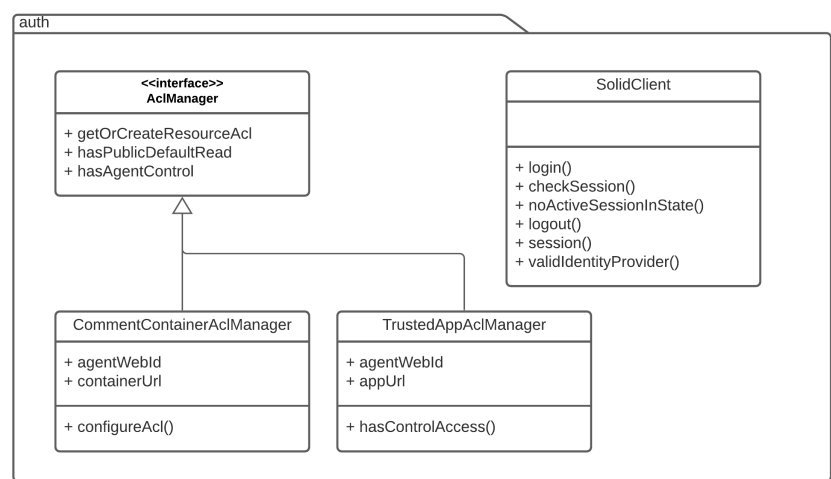 auth
<<interface>>
AclManager
+ getOrCreateResourceAcl
+ hasPublicDefaultRead
+ hasAgentControl
SolidClient
+ login()
+ checkSession()
+ noActiveSessionInState()
+ logout()
+ session()
+ validIdentityProvider()
CommentContainerAclManager
+ agentWebId
+ containerUrl
+ configureAcl()
TrustedAppAclManager
+ agentWebId
+ appUrl
+ hasControlAccess()